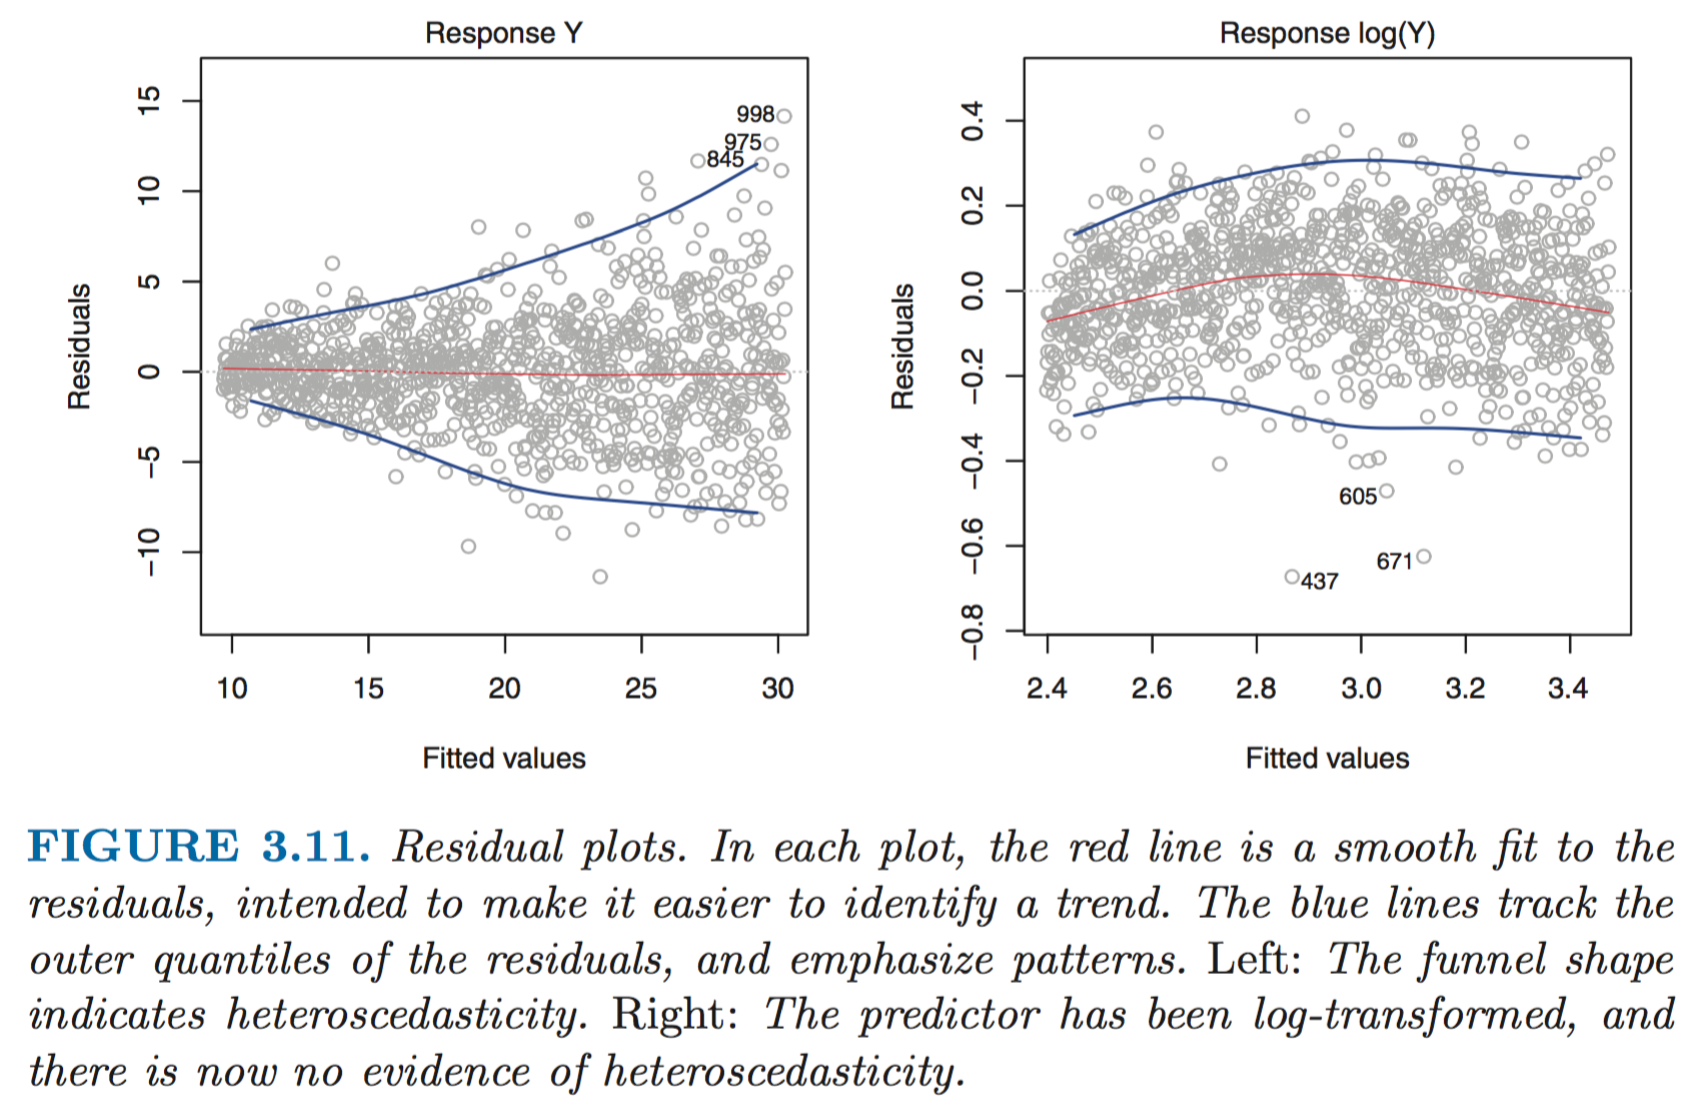 Response Y
Residuals
15
10
5
0
−5
−10
998
975
845
10 15 20 25 30
Fitted values
Response log(Y)
Residuals
0.4
0.2
0.0
−0.2
−0.4
−0.6
−0.8
605
671
437
2.4 2.6 2.8 3.0 3.2 3.4
Fitted values
FIGURE 3.11. Residual plots. In each plot, the red line is a smooth fit to the
residuals, intended to make it easier to identify a trend. The blue lines track the
outer quantiles of the residuals, and emphasize patterns. Left: The funnel shape
indicates heteroscedasticity. Right: The predictor has been log-transformed, and
there is now no evidence of heteroscedasticity.